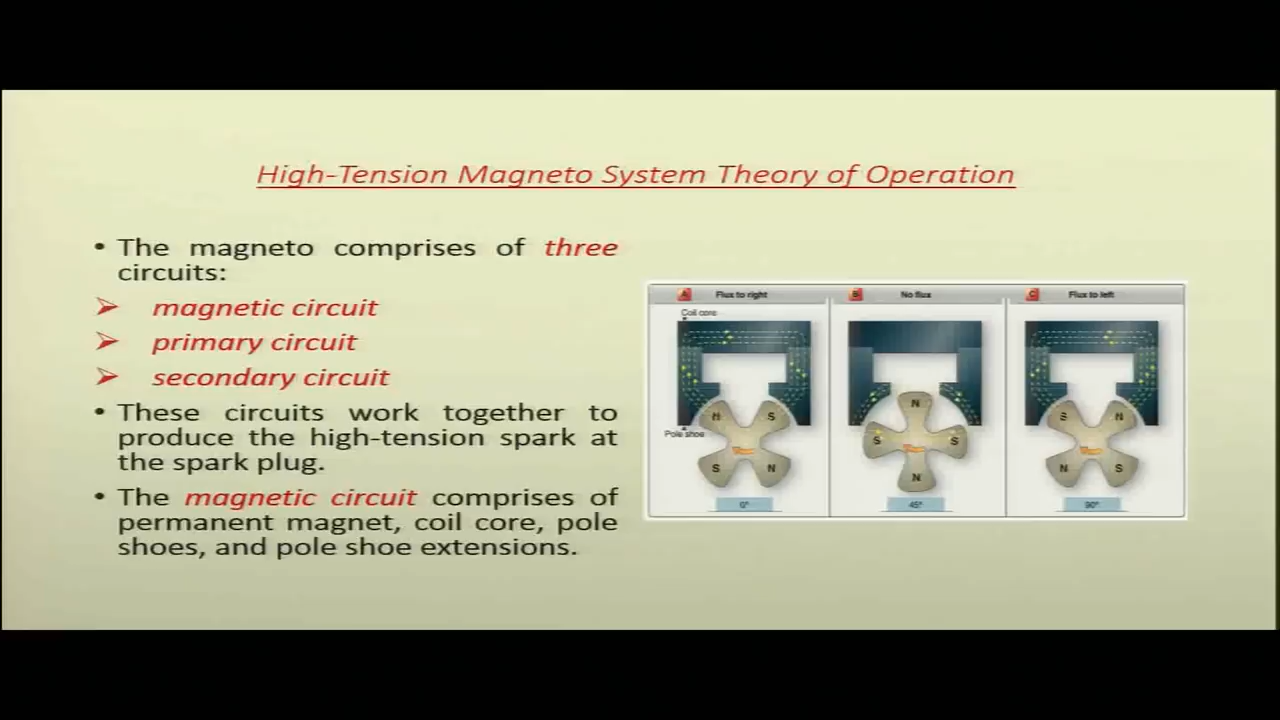 High-Tension Magneto System Theory of Operation
• The magneto comprises of three
circuits:
➢ magnetic circuit
➢ primary circuit
➢ secondary circuit
• These circuits work together to
produce the high-tension spark at
the spark plug.
• The magnetic circuit comprises of
permanent magnet, coil core, pole
shoes, and pole shoe extensions.
A Flux to right
Coil core
N S
Pole shoe
S N
0°
B No flux
N
S S
N
45°
C Flux to left
S N
N S
90°